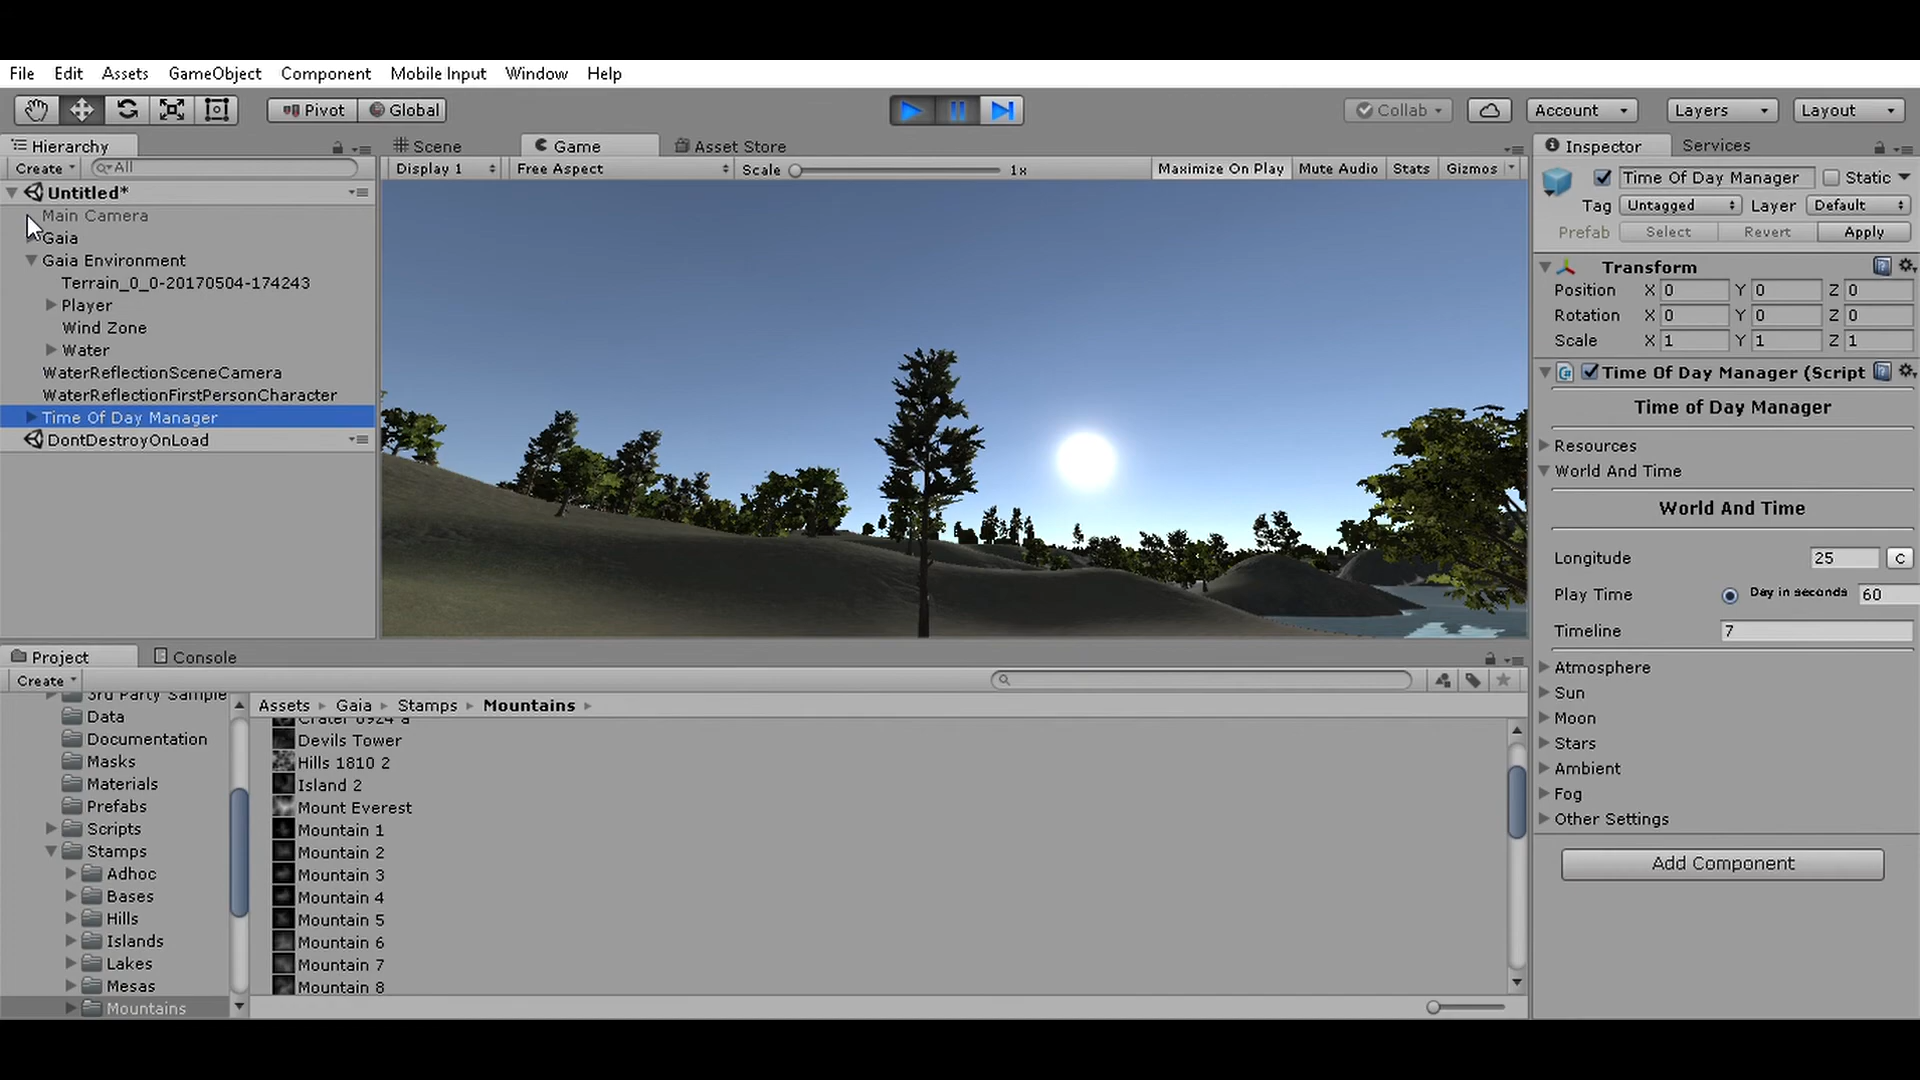 File Edit Assets GameObject Component Mobile Input Window Help
Pivot Global Collab Account Layers Layout
Hierarchy
Create All
Untitled*
Main Camera
Gaia
Gaia Environment
Terrain_0_0-20170504-174243
Player
Wind Zone
Water
WaterReflectionSceneCamera
WaterReflectionFirstPersonCharacter
Time Of Day Manager
DontDestroyOnLoad
Scene Game Asset Store
Display 1 Free Aspect Scale 1x Maximize On Play Mute Audio Stats Gizmos
Inspector Services
Time Of Day Manager Static
Tag Untagged Layer Default
Prefab Select Revert Apply
Transform
Position X 0 Y 0 Z 0
Rotation X 0 Y 0 Z 0
Scale X 1 Y 1 Z 1
Time Of Day Manager (Script
Time of Day Manager
Resources
World And Time
World And Time
Longitude 25 C
Play Time Day in seconds 60
Timeline 7
Atmosphere
Sun
Moon
Stars
Ambient
Fog
Other Settings
Add Component
Project Console
Create
3rd Party Sample
Data
Documentation
Masks
Materials
Prefabs
Scripts
Stamps
Adhoc
Bases
Hills
Islands
Lakes
Mesas
Mountains
Assets Gaia Stamps Mountains
Crater 0924 a
Devils Tower
Hills 1810 2
Island 2
Mount Everest
Mountain 1
Mountain 2
Mountain 3
Mountain 4
Mountain 5
Mountain 6
Mountain 7
Mountain 8